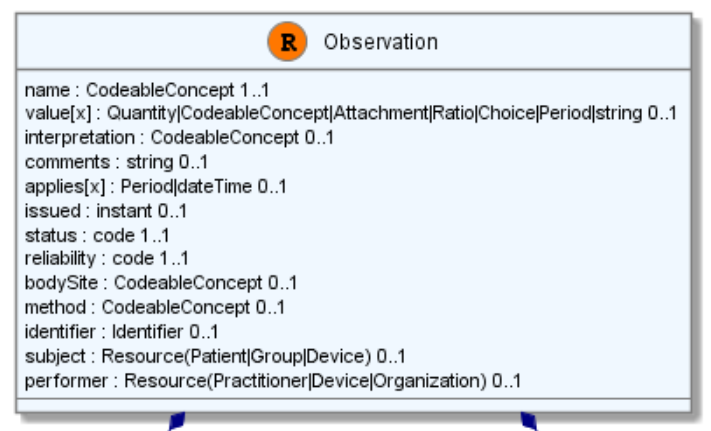 R Observation
name : CodeableConcept 1..1
value[x] : Quantity|CodeableConcept|Attachment|Ratio|Choice|Period|string 0..1
interpretation : CodeableConcept 0..1
comments : string 0..1
applies[x] : Period|dateTime 0..1
issued : instant 0..1
status : code 1..1
reliability : code 1..1
bodySite : CodeableConcept 0..1
method : CodeableConcept 0..1
identifier : Identifier 0..1
subject : Resource(Patient|Group|Device) 0..1
performer : Resource(Practitioner|Device|Organization) 0..1